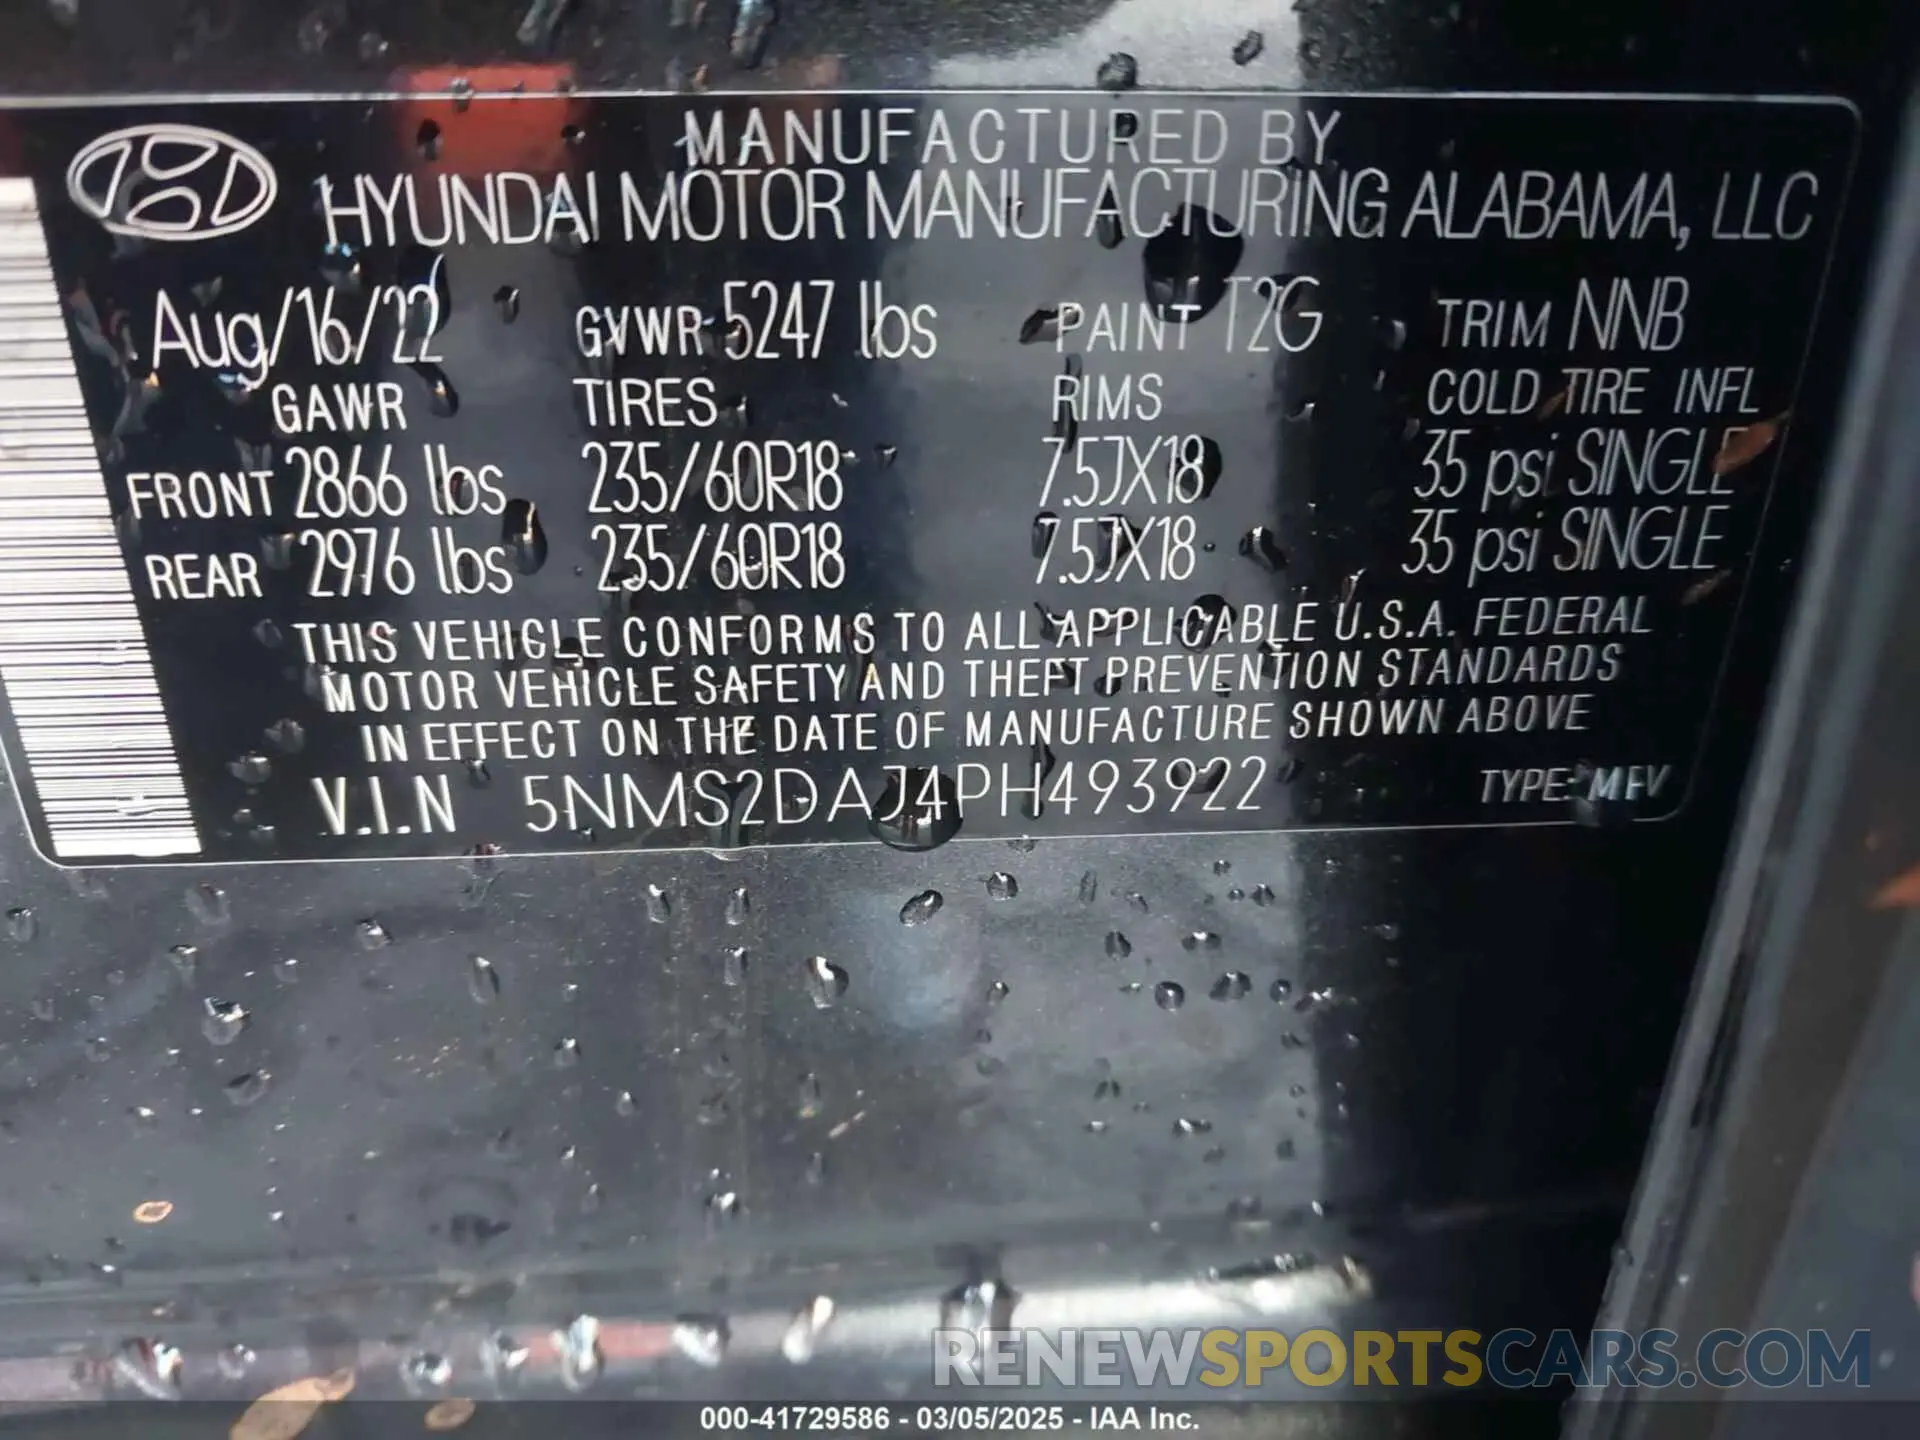 MANUFACTURED BY
HYUNDAI MOTOR MANUFACTURING ALABAMA, LLC
Aug/16/22 GVWR 5247 lbs PAINT T2G TRIM NNB
GAWR TIRES RIMS COLD TIRE INFL
FRONT 2866 lbs 235/60R18 7.5JX18 35 psi SINGLE
REAR 2976 lbs 235/60R18 7.5JX18 35 psi SINGLE
THIS VEHICLE CONFORMS TO ALL APPLICABLE U.S.A. FEDERAL
MOTOR VEHICLE SAFETY AND THEFT PREVENTION STANDARDS
IN EFFECT ON THE DATE OF MANUFACTURE SHOWN ABOVE
V.I.N 5NMS2DAJ4PH493922 TYPE: MPV
RENEWSPORTSCARS.COM
000-41729586 - 03/05/2025 - IAA Inc.